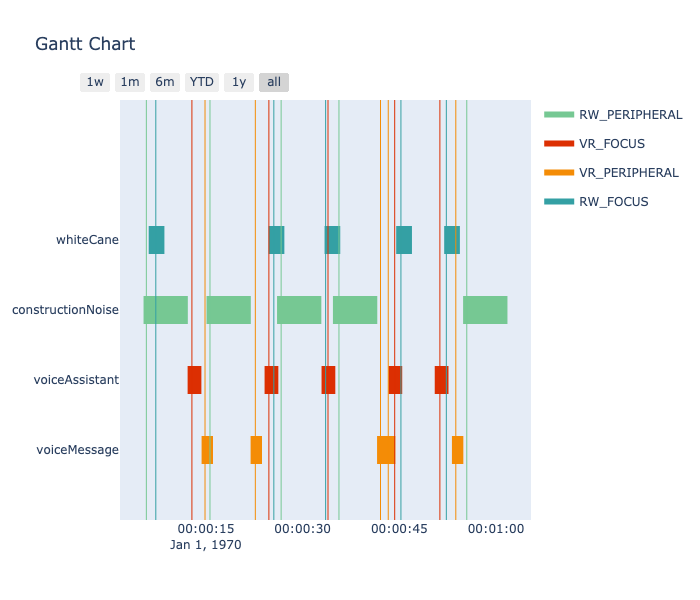 Gantt Chart
1w 1m 6m YTD 1y all
RW_PERIPHERAL
VR_FOCUS
VR_PERIPHERAL
RW_FOCUS
whiteCane
constructionNoise
voiceAssistant
voiceMessage
00:00:15 00:00:30 00:00:45 00:01:00
Jan 1, 1970